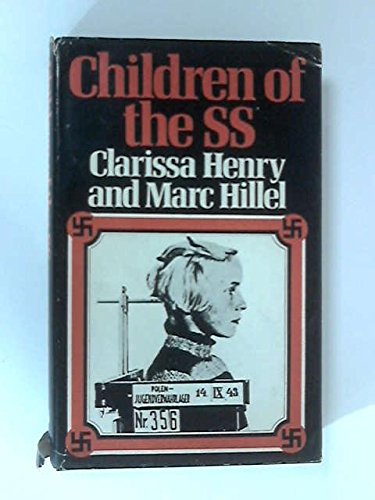 Children of
the SS
Clarissa Henry
and Marc Hillel
POLEN-
JUGENDVERWAHRLAGER
14 IX 43
Nr. 356